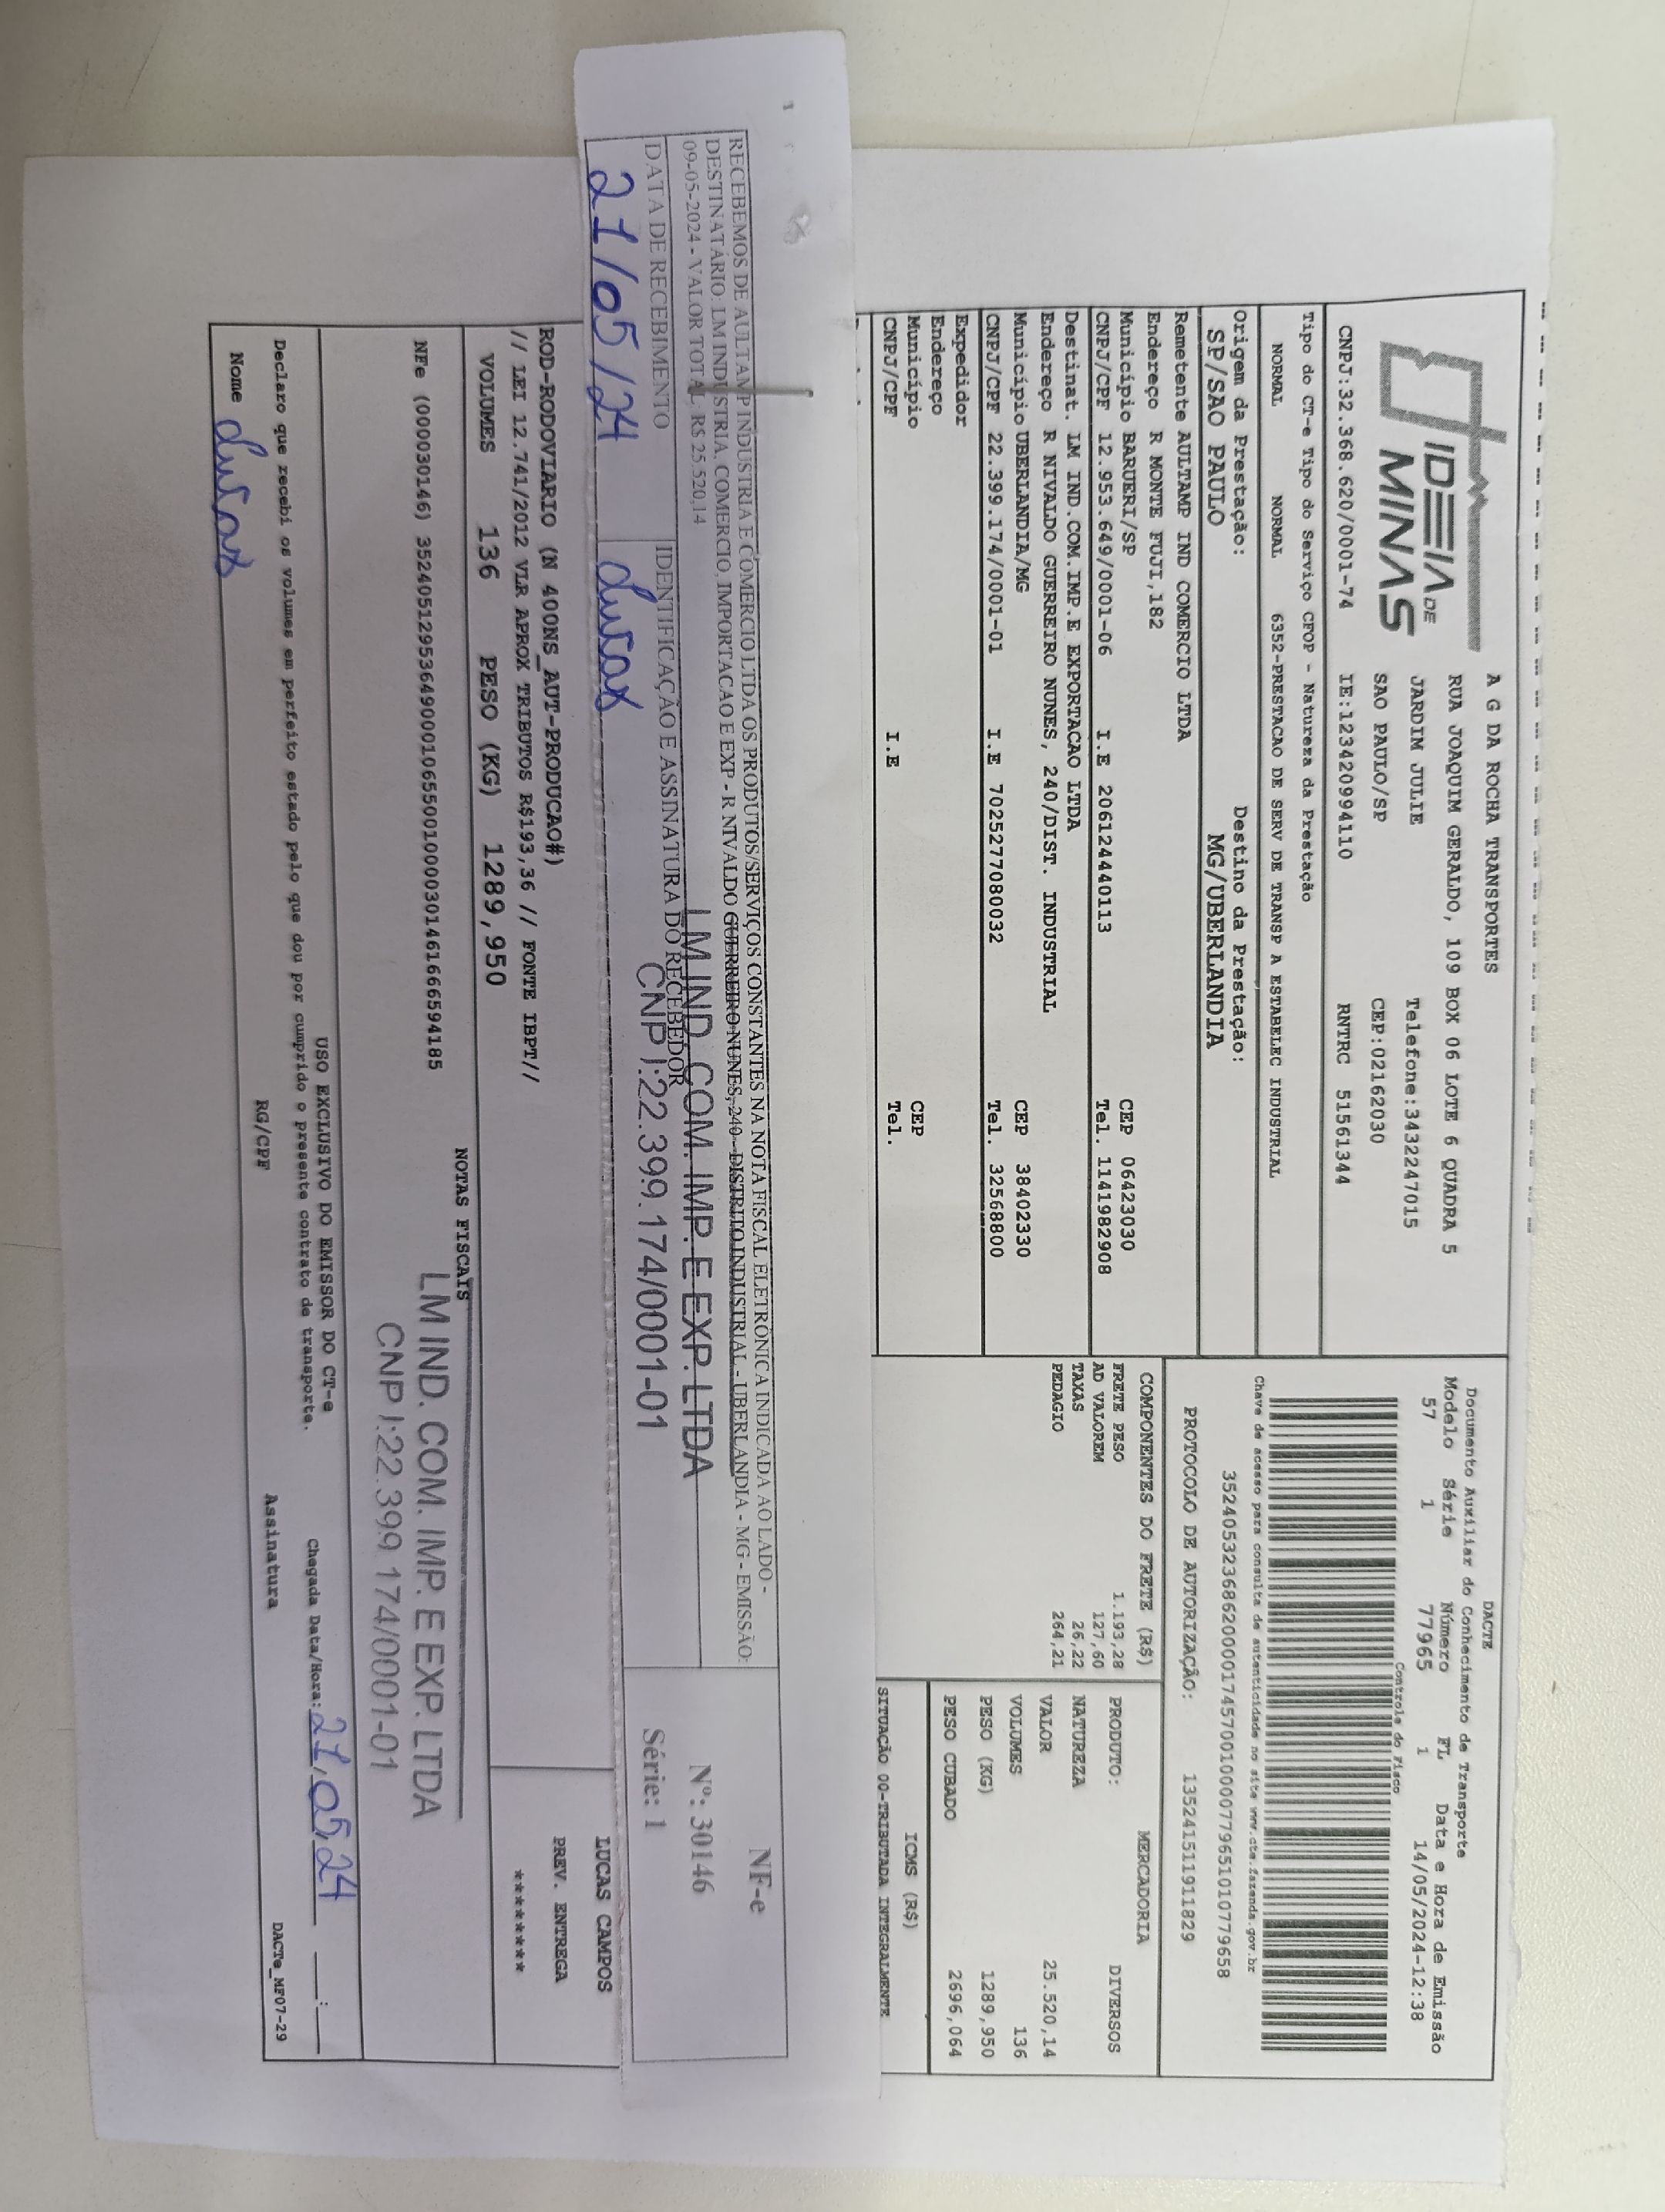 IDEIA DE
MINAS
A G DA ROCHA TRANSPORTES
RUA JOAQUIM GERALDO, 109 BOX 06 LOTE 6 QUADRA 5
JARDIM JULIE Telefone:3432247015
SAO PAULO/SP CEP:02162030
CNPJ:32.368.620/0001-74 IE:123420994110 RNTRC 51561344
Tipo do CT-e Tipo do Serviço CFOP - Natureza da Prestação
NORMAL NORMAL 6352-PRESTACAO DE SERV DE TRANSP A ESTABELEC INDUSTRIAL
Origem da Prestação: Destino da Prestação:
SP/SAO PAULO MG/UBERLANDIA
Remetente AULTAMP IND COMERCIO LTDA
Endereço R MONTE FUJI,182
Município BARUERI/SP CEP 06423030
CNPJ/CPF 12.953.649/0001-06 I.E 206124440113 Tel. 1141982908
Destinat. LM IND.COM.IMP.E EXPORTACAO LTDA
Endereço R NIVALDO GUERREIRO NUNES, 240/DIST. INDUSTRIAL
Município UBERLANDIA/MG CEP 38402330
CNPJ/CPF 22.399.174/0001-01 I.E 7025277080032 Tel. 32568800
Expedidor
Endereço
Município CEP
CNPJ/CPF I.E Tel.
DACTE
Documento Auxiliar do Conhecimento de Transporte
Modelo Série Número FL Data e Hora de Emissão
57 1 77965 1 14/05/2024-12:38
Controle do Fisco
Chave de acesso para consulta de autenticidade no site www.cte.fazenda.gov.br
35240532368620000174570010000779651010779658
PROTOCOLO DE AUTORIZAÇÃO: 135241511911829
COMPONENTES DO FRETE (R$)
FRETE PESO 1.193,28
AD VALOREM 127,60
TAXAS 26,22
PEDAGIO 264,21
MERCADORIA
PRODUTO: DIVERSOS
NATUREZA
VALOR 25.520,14
VOLUMES 136
PESO (KG) 1289,950
PESO CUBADO 2696,064
ICMS (R$)
SITUAÇÃO 00-TRIBUTADA INTEGRALMENTE
1
RECEBEMOS DE AULTAMP INDUSTRIA E COMERCIO LTDA OS PRODUTOS/SERVIÇOS CONSTANTES NA NOTA FISCAL ELETRÔNICA INDICADA AO LADO -
DESTINATÁRIO: LM INDUSTRIA, COMERCIO, IMPORTACAO E EXP - R NIVALDO GUERREIRO NUNES, 240 - DISTRITO INDUSTRIAL - UBERLANDIA - MG - EMISSÃO:
09-05-2024 - VALOR TOTAL R$ 25.520,14
DATA DE RECEBIMENTO IDENTIFICAÇÃO E ASSINATURA DO RECEBEDOR
21/05/24 Lucas
LM IND. COM. IMP. E EXP. LTDA
CNPJ:22.399.174/0001-01
NF-e
Nº: 30146
Série: 1
ROD-RODOVIARIO (N 400NS_AUT-PRODUCAO#)
// LEI 12.741/2012 VLR APROX TRIBUTOS R$193,36 // FONTE IBPT//
VOLUMES 136 PESO (KG) 1289,950
LUCAS CAMPOS
PREV. ENTREGA
********
NOTAS FISCAIS
NFe (000030146) 35240512953649000106550010000301461666594185
LM IND. COM. IMP. E EXP. LTDA
CNPJ:22.399.174/0001-01
USO EXCLUSIVO DO EMISSOR DO CT-e
Declaro que recebi os volumes em perfeito estado pelo que dou por cumprido o presente contrato de transporte. Chegada Data/Hora: 21/05/24 __:__
Nome Lucas RG/CPF Assinatura
DACTe_MF07-29